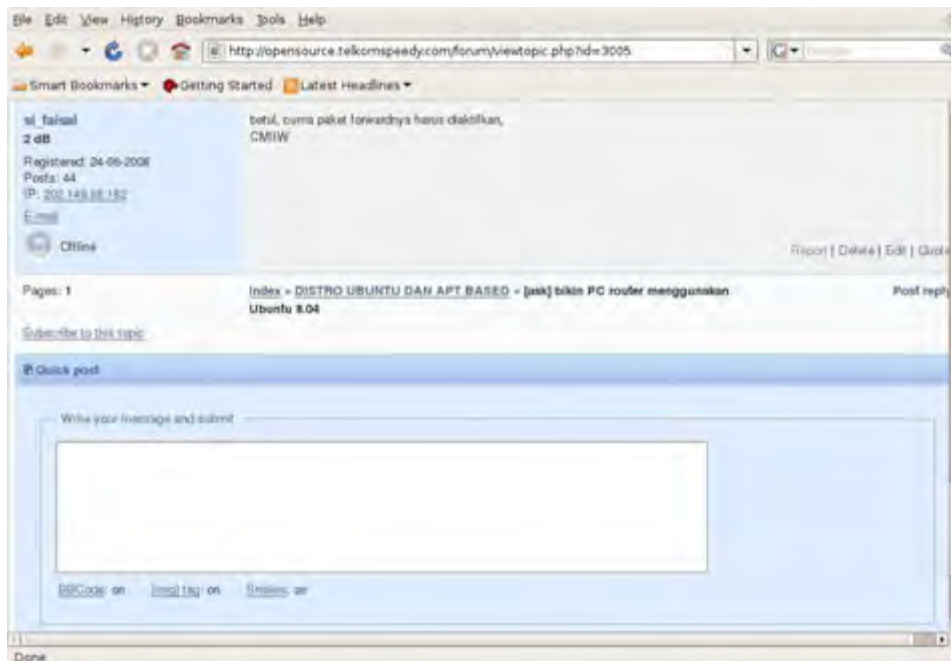 File Edit View History Bookmarks Tools Help
http://opensource.telkomspeedy.com/forum/viewtopic.php?id=3005
Smart Bookmarks Getting Started Latest Headlines
si_faisal
2 dB
Registered: 24-06-2008
Posts: 44
IP:
E-mail
Offline
betul, cuma paket forwardnya harus diaktifkan,
CMIIW
Report | Delete | Edit | Quote
Pages: 1
Index » DISTRO UBUNTU DAN APT BASED » [ask] bikin PC router menggunakan
Ubuntu 8.04
Post reply
Subscribe to this topic
Quick post
Write your message and submit
BBCode: on [img] tag: on Smilies: on
Done